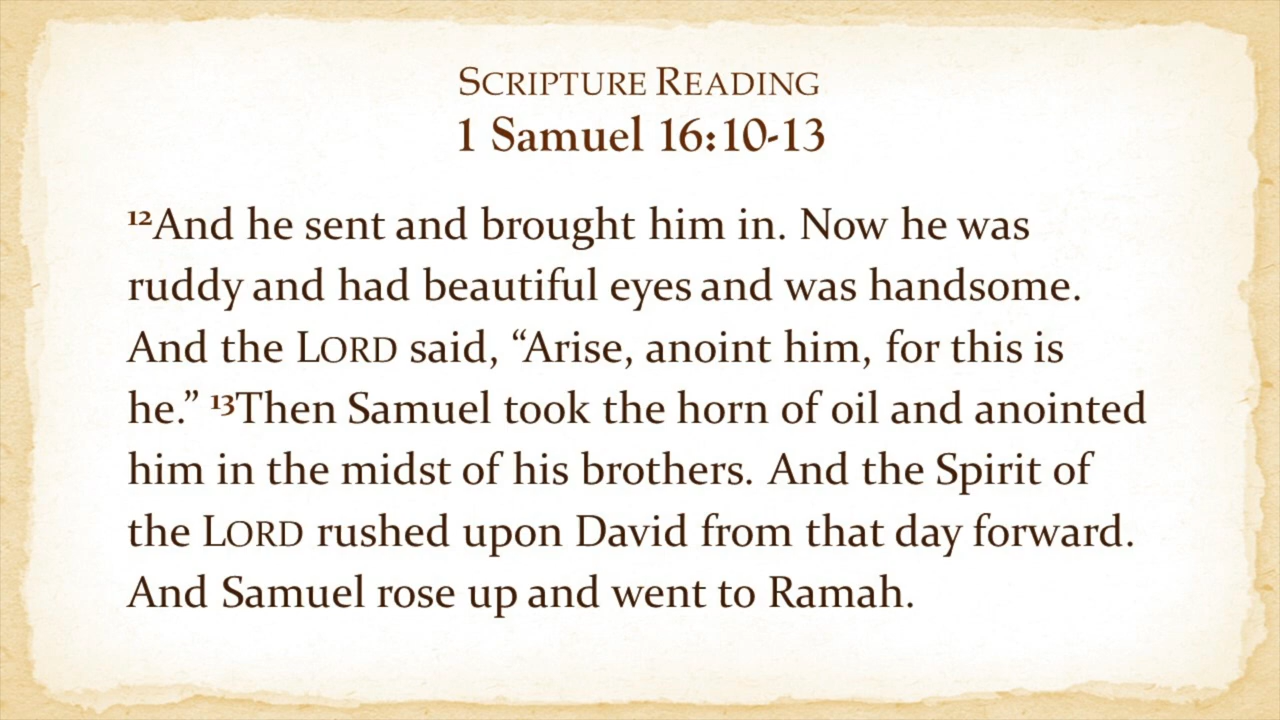 SCRIPTURE READING
1 Samuel 16:10-13
¹²And he sent and brought him in. Now he was
ruddy and had beautiful eyes and was handsome.
And the LORD said, “Arise, anoint him, for this is
he.” ¹³Then Samuel took the horn of oil and anointed
him in the midst of his brothers. And the Spirit of
the LORD rushed upon David from that day forward.
And Samuel rose up and went to Ramah.